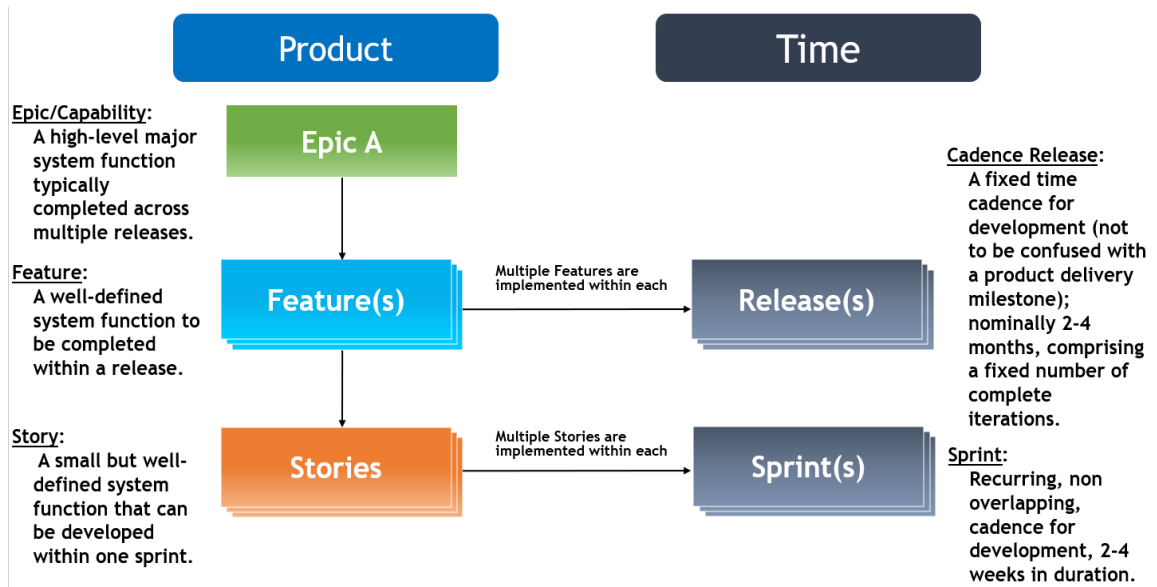 Product
Time
Epic/Capability:
A high-level major
system function
typically
completed across
multiple releases.
Epic A
Feature:
A well-defined
system function to
be completed
within a release.
Feature(s)
Multiple Features are
implemented within each
Release(s)
Cadence Release:
A fixed time
cadence for
development (not
to be confused with
a product delivery
milestone);
nominally 2-4
months, comprising
a fixed number of
complete
iterations.
Story:
A small but well-
defined system
function that can
be developed
within one sprint.
Stories
Multiple Stories are
implemented within each
Sprint(s)
Sprint:
Recurring, non
overlapping,
cadence for
development, 2-4
weeks in duration.